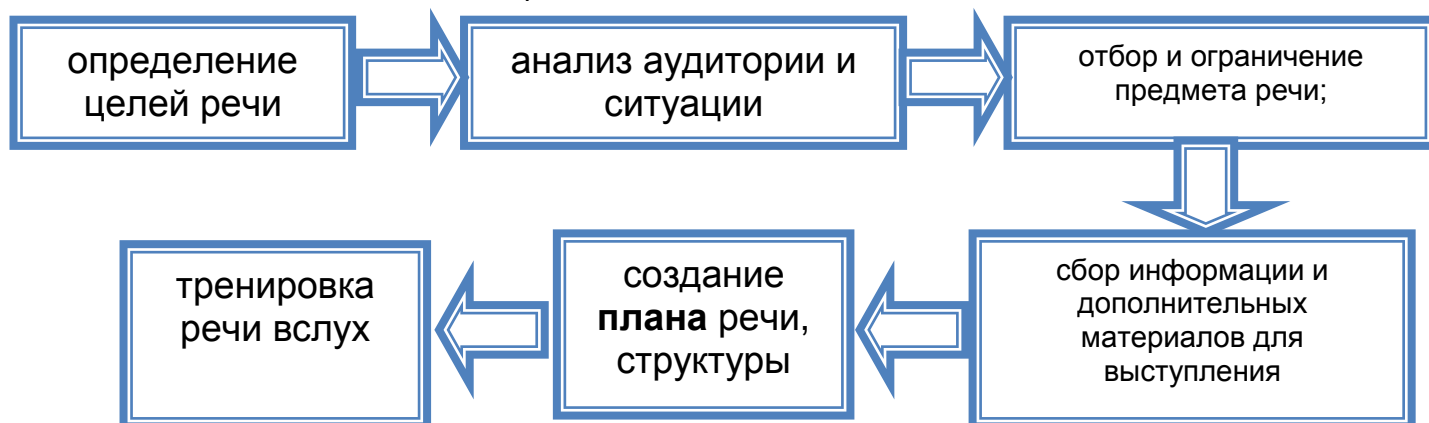 определение
целей речи
анализ аудитории и
ситуации
отбор и ограничение
предмета речи;
сбор информации и
дополнительных
материалов для
выступления
создание
плана речи,
структуры
тренировка
речи вслух